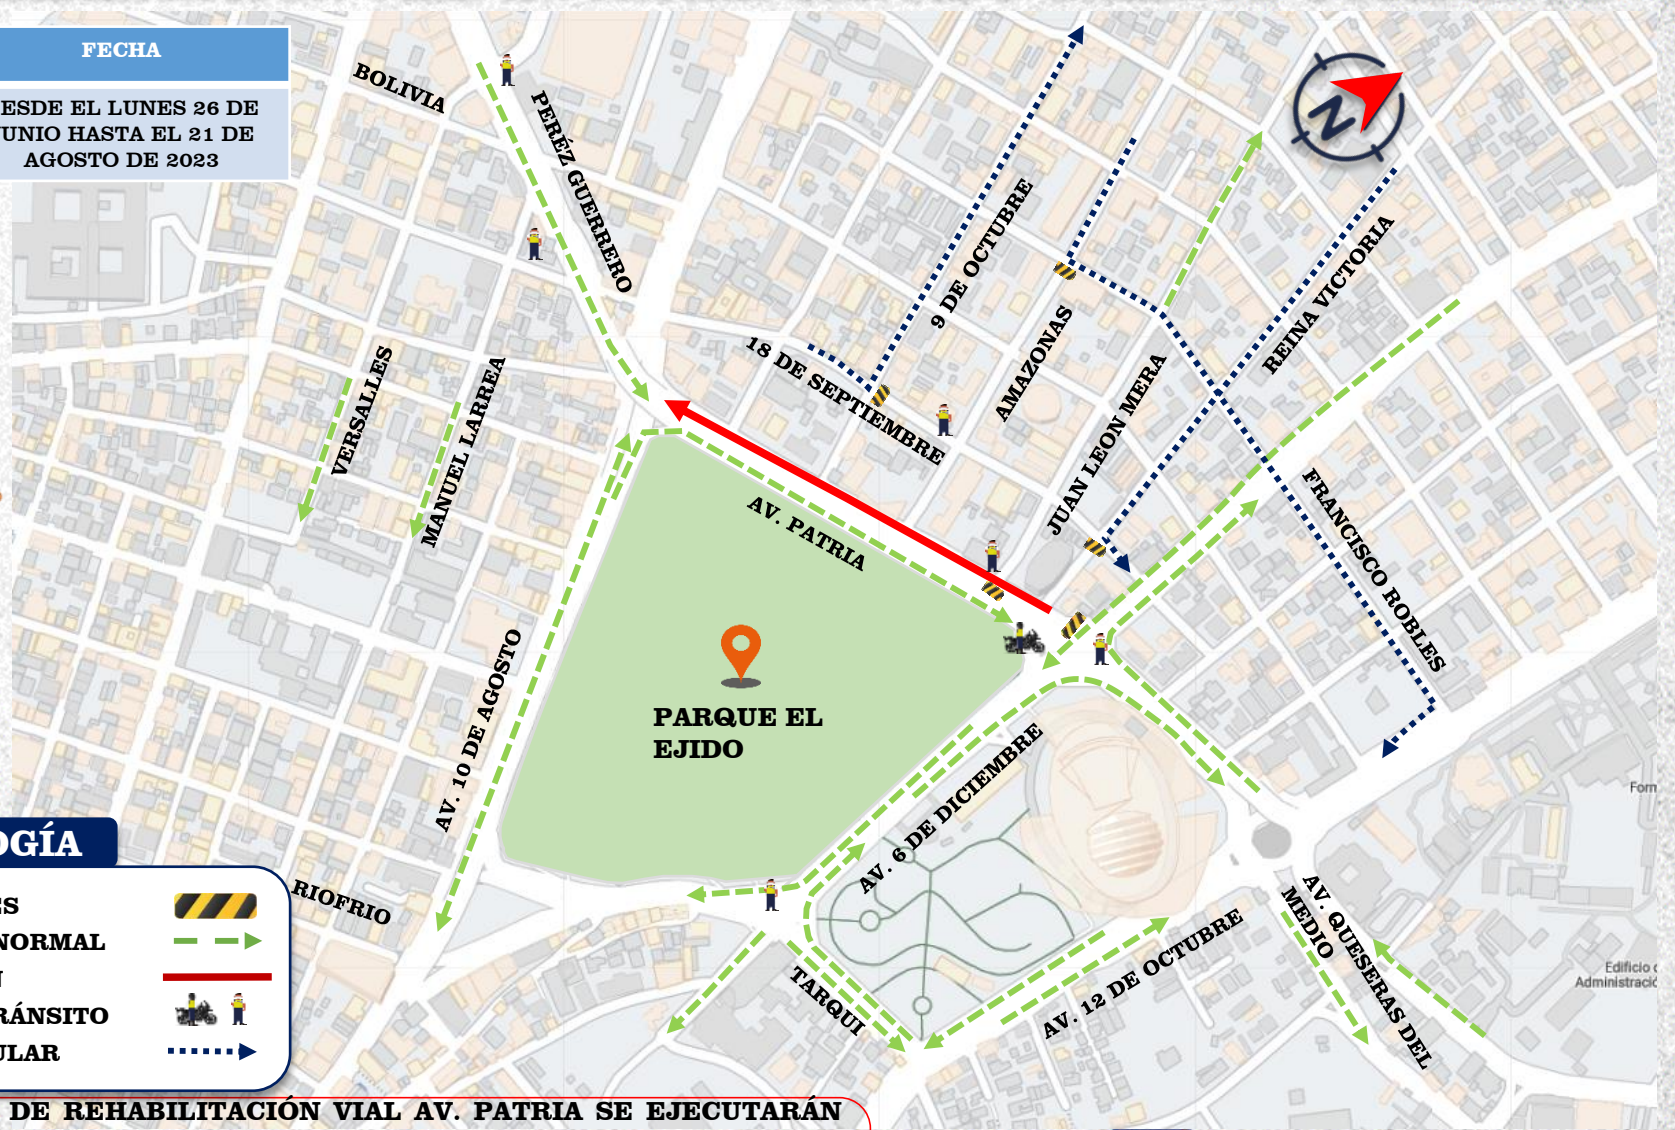 FECHA
ESDE EL LUNES 26 DE
UNIO HASTA EL 21 DE
AGOSTO DE 2023
BOLIVIA
PERÉZ GUERRERO
N
9 DE OCTUBRE
18 DE SEPTIEMBRE
AMAZONAS
JUAN LEON MERA
REINA VICTORIA
VERSALLES
MANUEL LARREA
AV. PATRIA
FRANCISCO ROBLES
AV. 10 DE AGOSTO
PARQUE EL
EJIDO
AV. 6 DE DICIEMBRE
RIOFRIO
TARQUI
AV. 12 DE OCTUBRE
AV. QUESERAS DEL
MEDIO
Form
Edificio d
Administració
OGÍA
ES
NORMAL
N
RÁNSITO
ULAR
DE REHABILITACIÓN VIAL AV. PATRIA SE EJECUTARÁN